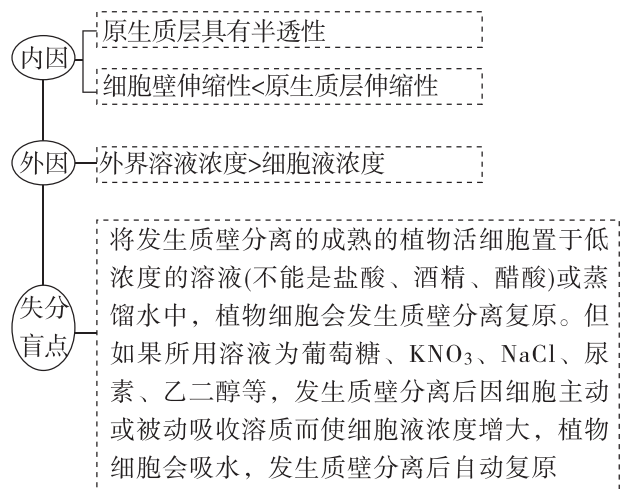 原生质层具有半透性
内因
细胞壁伸缩性<原生质层伸缩性
外因
外界溶液浓度>细胞液浓度
将发生质壁分离的成熟的植物活细胞置于低
浓度的溶液(不能是盐酸、酒精、醋酸)或蒸
馏水中，植物细胞会发生质壁分离复原。但
如果所用溶液为葡萄糖、KNO₃、NaCl、尿
素、乙二醇等，发生质壁分离后因细胞主动
或被动吸收溶质而使细胞液浓度增大，植物
细胞会吸水，发生质壁分离后自动复原
失分
盲点